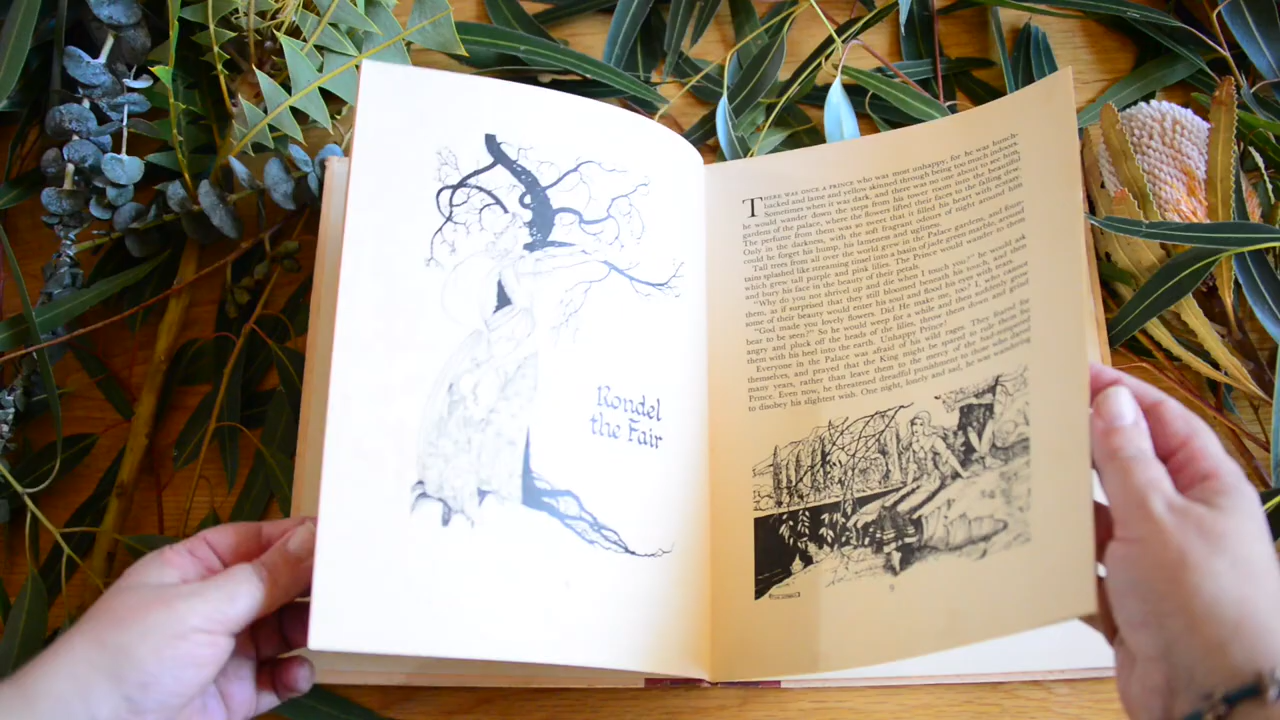 Rondel
the Fair
THERE WAS ONCE A PRINCE who was most unhappy, for he was hunch-
backed and lame and yellow skinned through being too much indoors.
Sometimes when it was dark, and there was no one about to see him,
he would wander down the steps from his tower room into the beautiful
gardens of the palace, where the flowers lifted their faces to the falling dew.
The perfume from them was so sweet that it filled his heart with ecstasy.
Only in the darkness, with the soft fragrant odours of night around him
could he forget his hump, his lameness and ugliness.
Tall trees from all over the world grew in the Palace gardens, and foun-
tains splashed like streaming tinsel into a basin of jade green marble, around
which grew tall purple and pink lilies. The Prince would wander to them
and bury his face in the beauty of their petals.
"Why do you not shrivel up and die when I touch you?" he would ask
them, as if surprised that they still bloomed beneath his touch, and then
some of their beauty would enter his soul and flood his eyes with tears.
"God made you lovely flowers. Did He make me, too? I, who cannot
bear to be seen?" So he would weep for a while and then suddenly grow
angry and pluck off the heads of the lilies, throw them down and grind
them with his heel into the earth. Unhappy Prince!
Everyone in the Palace was afraid of his wild rages. They feared for
themselves, and prayed that the King might be spared to rule them for
many years, rather than leave them to the mercy of the bad-tempered
Prince. Even now, he threatened dreadful punishment to those who dared
to disobey his slightest wish. One night, lonely and sad, he was wandering
9